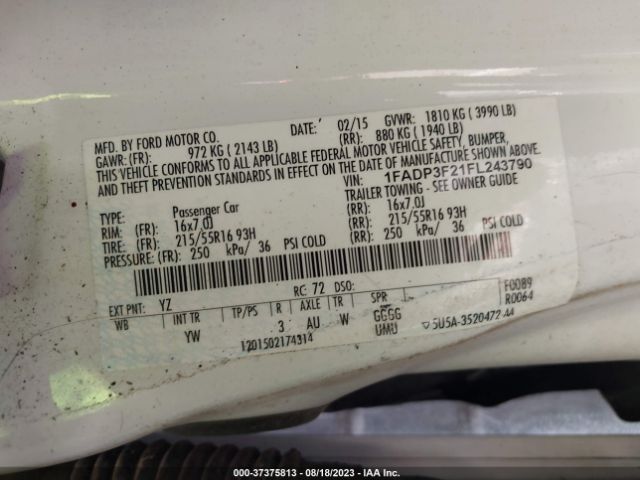 MFD. BY FORD MOTOR CO.
DATE: 02/15 GVWR: 1810 KG ( 3990 LB)
GAWR: (FR): 972 KG ( 2143 LB) (RR): 880 KG ( 1940 LB)
THIS VEHICLE CONFORMS TO ALL APPLICABLE FEDERAL MOTOR VEHICLE SAFETY, BUMPER,
AND THEFT PREVENTION STANDARDS IN EFFECT ON THE DATE OF MANUFACTURE SHOWN ABOVE.
VIN: 1FADP3F21FL243790
TYPE: Passenger Car TRAILER TOWING - SEE OWNER GUIDE
RIM: (FR): 16x7.0J (RR): 16x7.0J
TIRE: (FR): 215/55R16 93H (RR): 215/55R16 93H
PRESSURE: (FR): 250 kPa/ 36 PSI COLD (RR): 250 kPa/ 36 PSI COLD
EXT PNT: YZ RC: 72 DSO: F0089
WB INT TR TP/PS R AXLE TR SPR R0064
YW 3 AU W GGGG
UMU 5U5A-3520472-AA
1201502174314
000-37375813 - 08/18/2023 - IAA Inc.